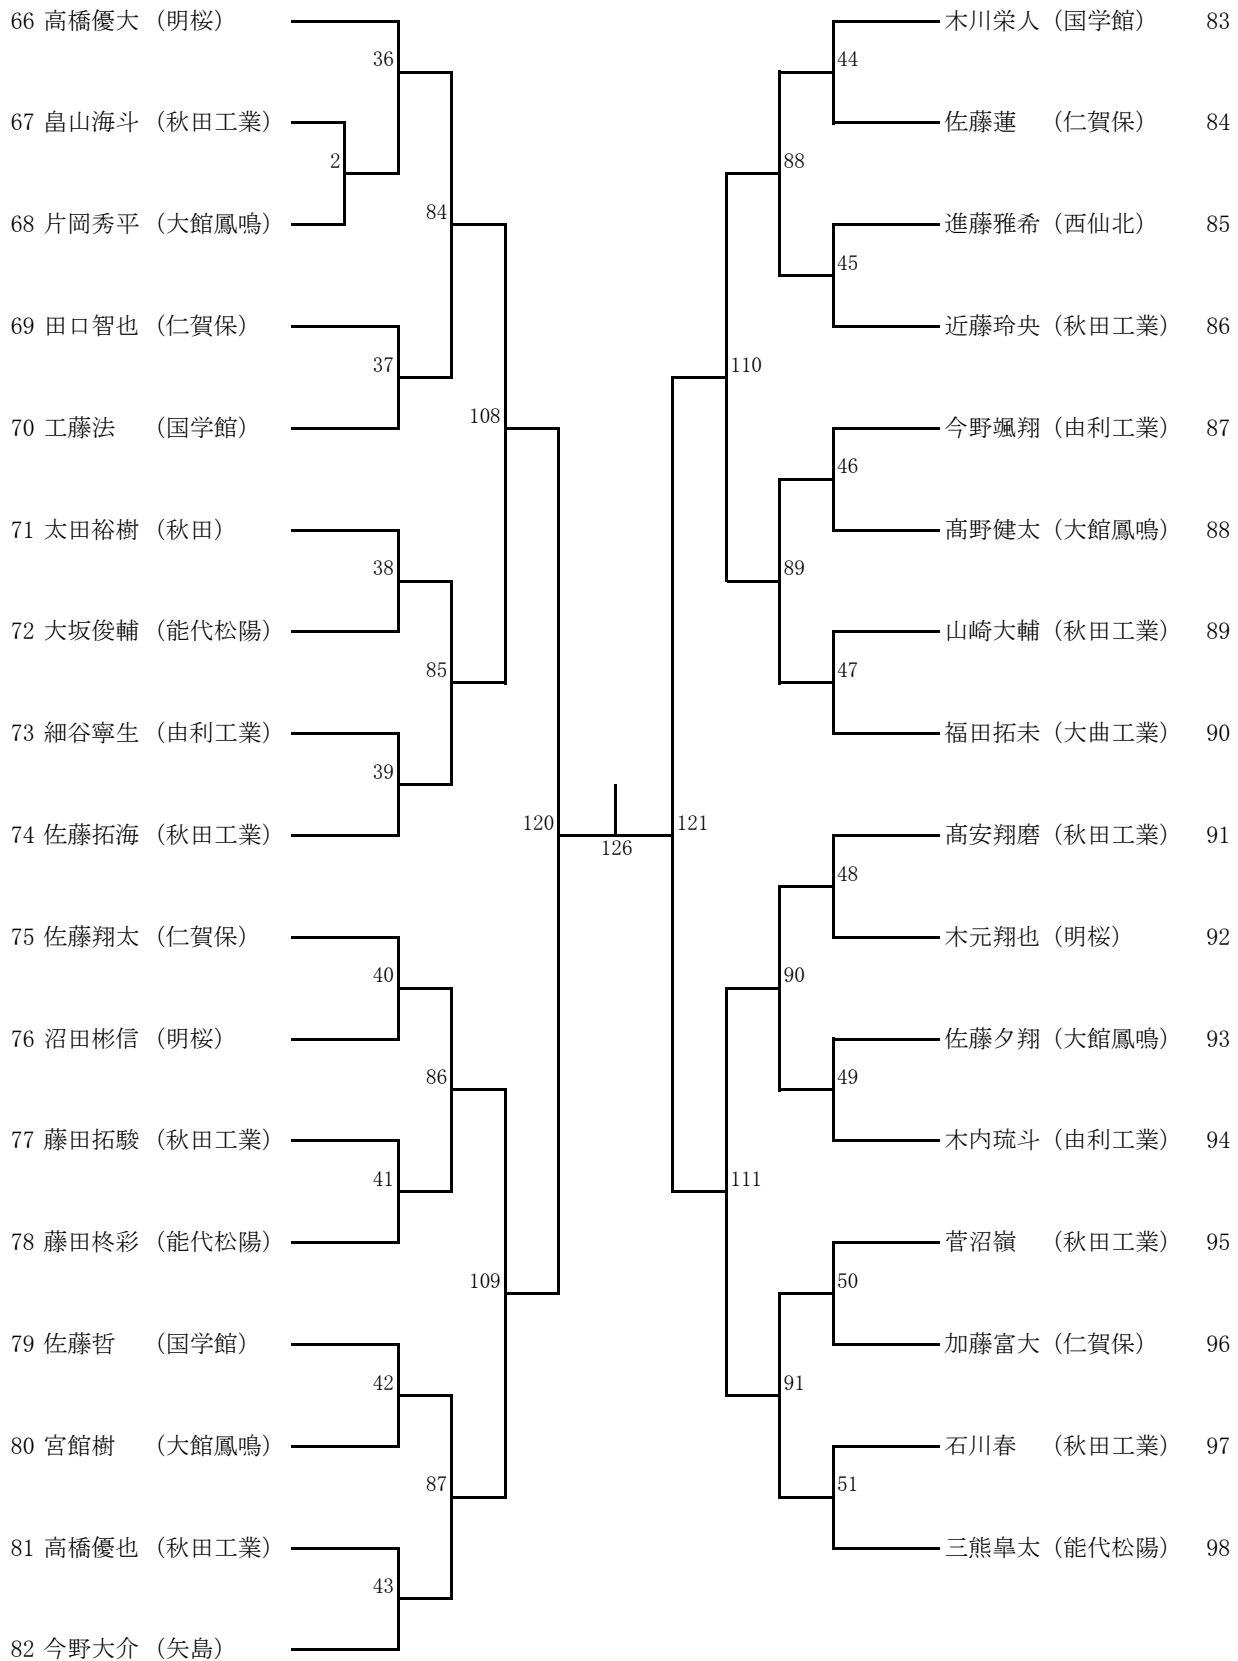 66 高橋優大（明桜）
36
67 畠山海斗（秋田工業）
2
68 片岡秀平（大館鳳鳴）
84
69 田口智也（仁賀保）
37
70 工藤法　（国学館）
108
71 太田裕樹（秋田）
38
72 大坂俊輔（能代松陽）
85
73 細谷寧生（由利工業）
39
74 佐藤拓海（秋田工業）
120
126
75 佐藤翔太（仁賀保）
40
76 沼田彬信（明桜）
86
77 藤田拓駿（秋田工業）
41
78 藤田柊彩（能代松陽）
109
79 佐藤哲　（国学館）
42
80 宮館樹　（大館鳳鳴）
87
81 高橋優也（秋田工業）
43
82 今野大介（矢島）
木川栄人（国学館） 83
44
佐藤蓮　（仁賀保） 84
88
進藤雅希（西仙北） 85
45
近藤玲央（秋田工業） 86
110
今野颯翔（由利工業） 87
46
髙野健太（大館鳳鳴） 88
89
山崎大輔（秋田工業） 89
47
福田拓未（大曲工業） 90
121
髙安翔磨（秋田工業） 91
48
木元翔也（明桜） 92
90
佐藤夕翔（大館鳳鳴） 93
49
木内琉斗（由利工業） 94
111
菅沼嶺　（秋田工業） 95
50
加藤富大（仁賀保） 96
91
石川春　（秋田工業） 97
51
三熊皐太（能代松陽） 98